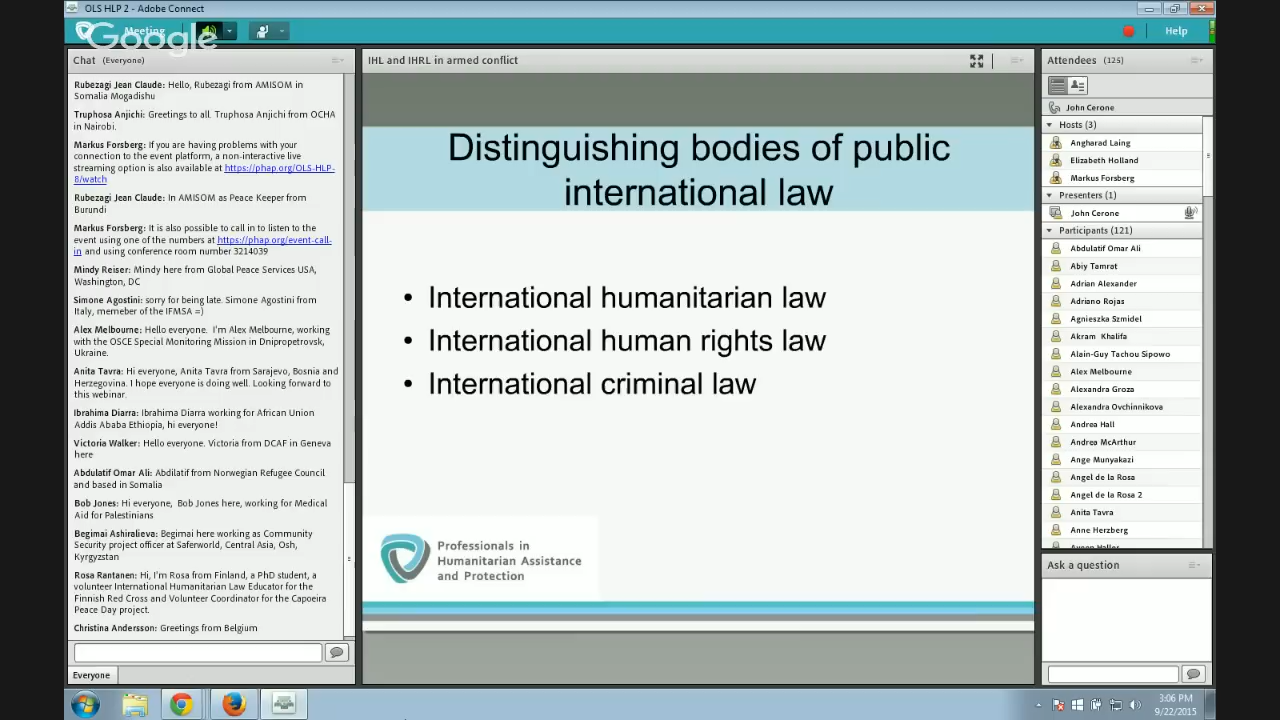 OLS HLP 2 - Adobe Connect
Meeting
Google
Help
Chat (Everyone)
Rubezagi Jean Claude: Hello, Rubezagi from AMISOM in
Somalia Mogadishu
Truphosa Anjichi: Greetings to all. Truphosa Anjichi from OCHA
in Nairobi.
Markus Forsberg: If you are having problems with your
connection to the event platform, a non-interactive live
streaming option is also available at https://phap.org/OLS-HLP-
8/watch
Rubezagi Jean Claude: In AMISOM as Peace Keeper from
Burundi
Markus Forsberg: It is also possible to call in to listen to the
event using one of the numbers at https://phap.org/event-call-
in and using conference room number 3214039
Mindy Reiser: Mindy here from Global Peace Services USA,
Washington, DC
Simone Agostini: sorry for being late. Simone Agostini from
Italy, memeber of the IFMSA =)
Alex Melbourne: Hello everyone. I'm Alex Melbourne, working
with the OSCE Special Monitoring Mission in Dnipropetrovsk,
Ukraine.
Anita Tavra: Hi everyone, Anita Tavra from Sarajevo, Bosnia and
Herzegovina. I hope everyone is doing well. Looking forward to
this webinar.
Ibrahima Diarra: Ibrahima Diarra working for African Union
Addis Ababa Ethiopia, hi everyone!
Victoria Walker: Hello everyone. Victoria from DCAF in Geneva
here
Abdulatif Omar Ali: Abdilatif from Norwegian Refugee Council
and based in Somalia
Bob Jones: Hi everyone, Bob Jones here, working for Medical
Aid for Palestinians
Begimai Ashiralieva: Begimai here working as Community
Security project officer at Saferworld, Central Asia, Osh,
Kyrgyzstan
Rosa Rantanen: Hi, I'm Rosa from Finland, a PhD student, a
volunteer International Humanitarian Law Educator for the
Finnish Red Cross and Volunteer Coordinator for the Capoeira
Peace Day project.
Christina Andersson: Greetings from Belgium
Everyone
IHL and IHRL in armed conflict
Distinguishing bodies of public
international law
• International humanitarian law
• International human rights law
• International criminal law
Professionals in
Humanitarian Assistance
and Protection
Attendees (125)
John Cerone
Hosts (3)
Angharad Laing
Elizabeth Holland
Markus Forsberg
Presenters (1)
John Cerone
Participants (121)
Abdulatif Omar Ali
Abiy Tamrat
Adrian Alexander
Adriano Rojas
Agnieszka Szmidel
Akram Khalifa
Alain-Guy Tachou Sipowo
Alex Melbourne
Alexandra Groza
Alexandra Ovchinnikova
Andrea Hall
Andrea McArthur
Ange Munyakazi
Angel de la Rosa
Angel de la Rosa 2
Anita Tavra
Anne Herzberg
Ask a question
3:06 PM
9/22/2015